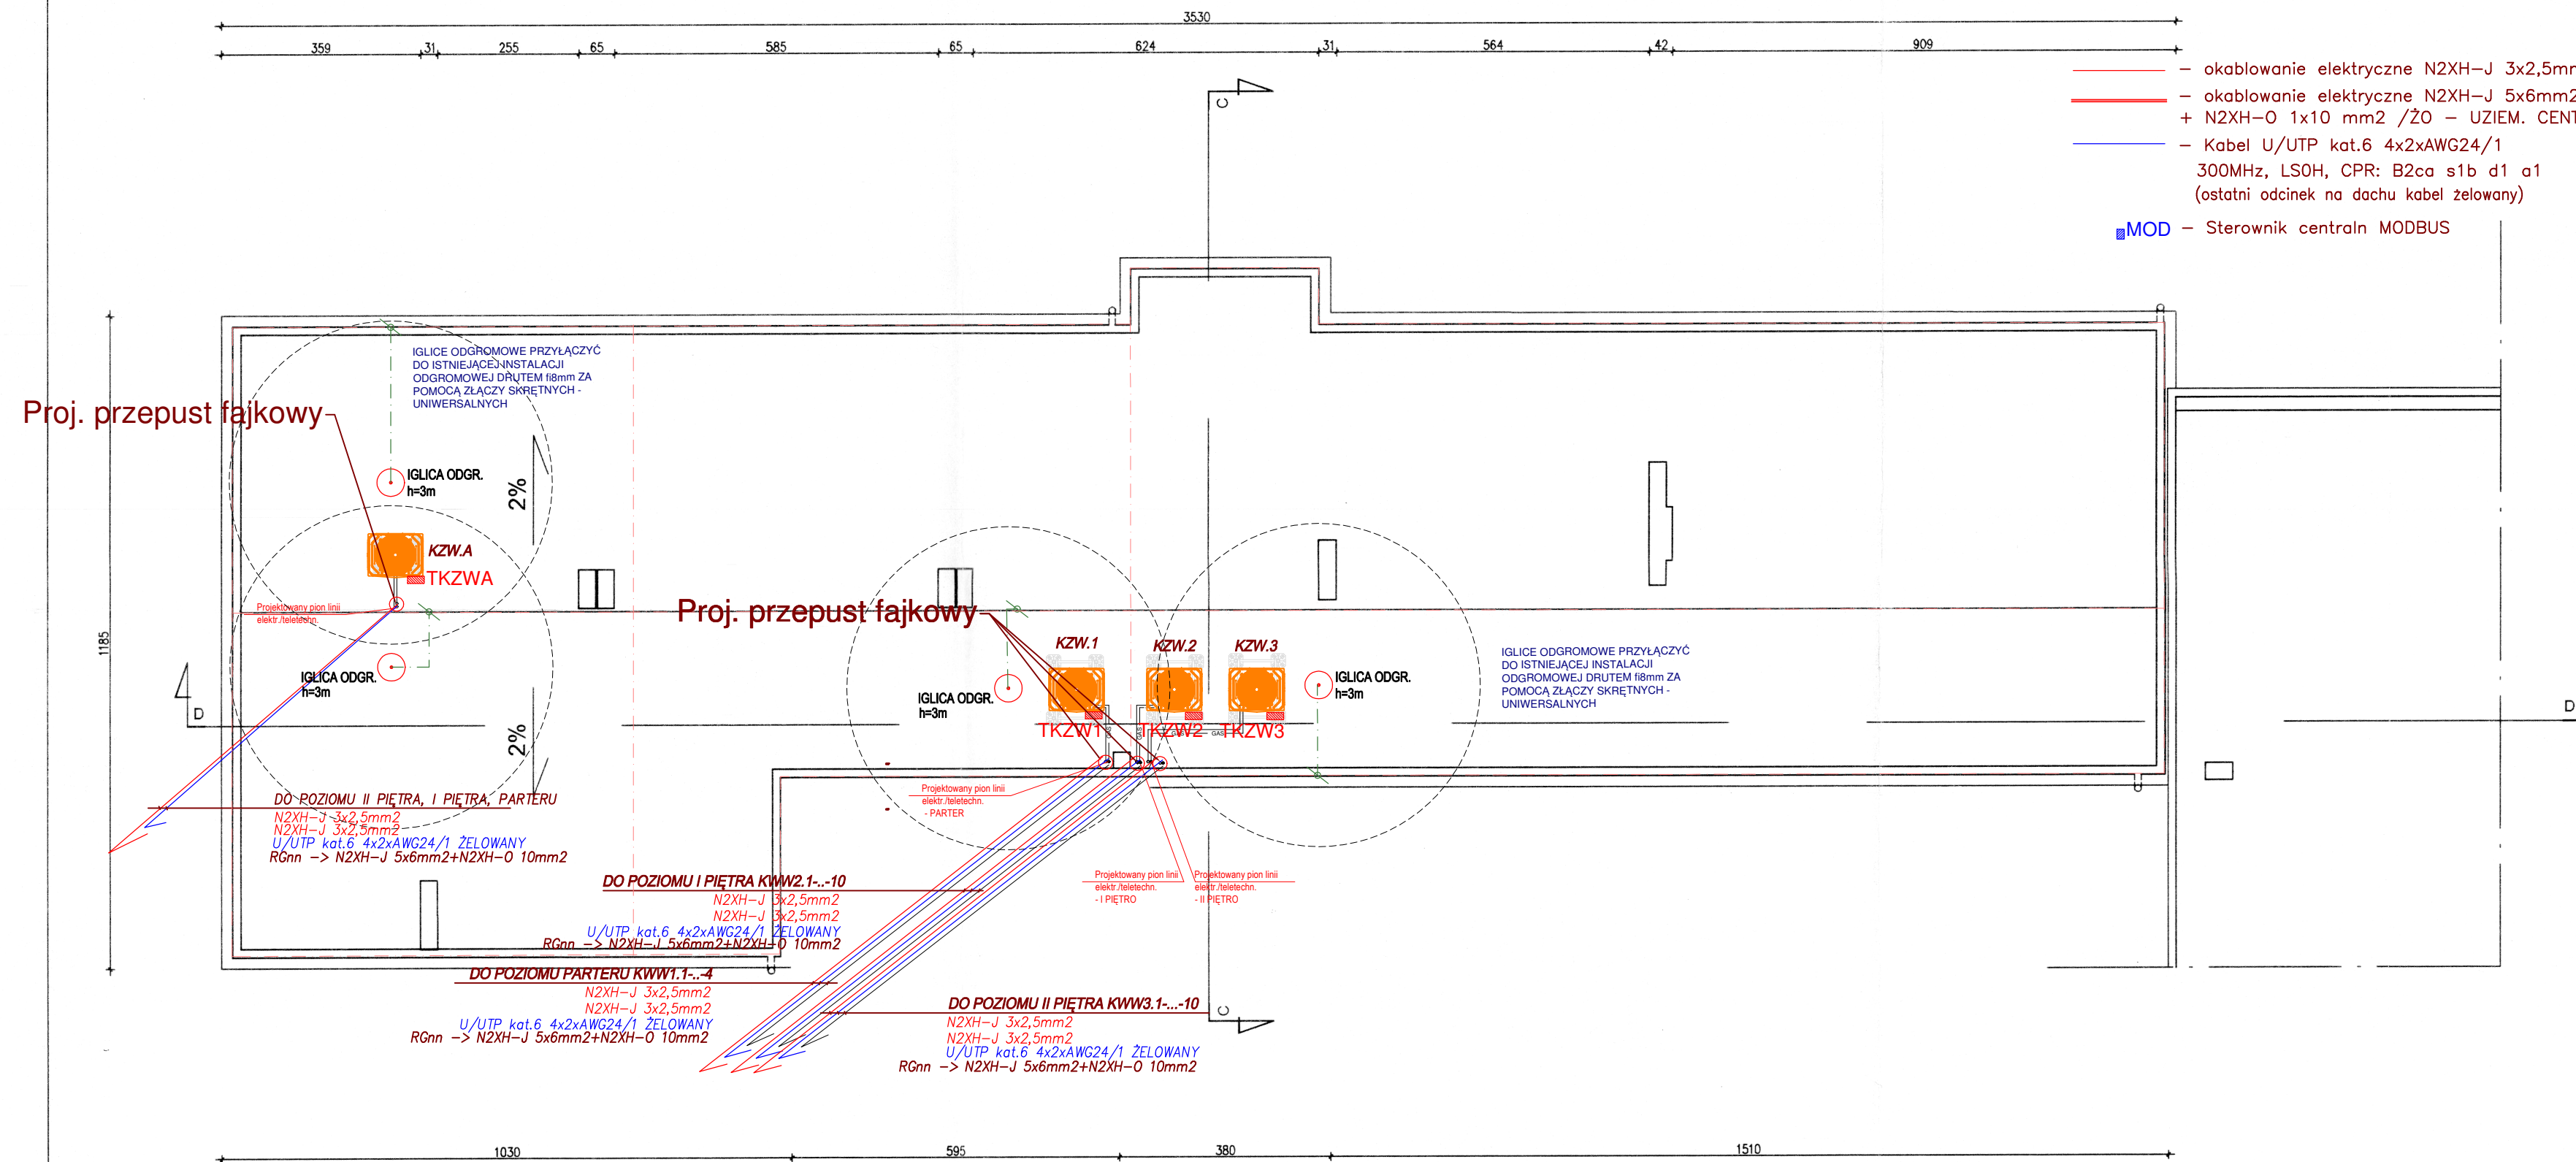 3530
359
31
255
65
585
65
624
31
564
42
909
C
- okablowanie elektryczne N2XH-J 3x2,5
- okablowanie elektryczne N2XH-J 5x6mm2
+ N2XH-O 1x10 mm2 /ŻO - UZIEM. CENT
- Kabel U/UTP kat.6 4x2xAWG24/1
300MHz, LS0H, CPR: B2ca s1b d1 a1
(ostatni odcinek na dachu kabel żelowany)
MOD - Sterownik centraln MODBUS
IGLICE ODGROMOWE PRZYŁĄCZYĆ
DO ISTNIEJĄCEJ INSTALACJI
ODGROMOWEJ DRUTEM fi8mm ZA
POMOCĄ ZŁĄCZY SKRĘTNYCH -
UNIWERSALNYCH
Proj. przepust fajkowy
IGLICA ODGR.
h=3m
2%
KZW.A
TKZWA
Projektowany pion linii
elektr./teletechn.
1185
IGLICA ODGR.
h=3m
D
2%
Proj. przepust fajkowy
KZW.1
KZW.2
KZW.3
IGLICA ODGR.
h=3m
IGLICA ODGR.
h=3m
TKZW1
TKZW2
TKZW3
GAS
GAS
GAS
GAS
IGLICE ODGROMOWE PRZYŁĄCZYĆ
DO ISTNIEJĄCEJ INSTALACJI
ODGROMOWEJ DRUTEM fi8mm ZA
POMOCĄ ZŁĄCZY SKRĘTNYCH -
UNIWERSALNYCH
D
DO POZIOMU II PIĘTRA, I PIĘTRA, PARTERU
N2XH-J 3x2,5mm2
N2XH-J 3x2,5mm2
U/UTP kat.6 4x2xAWG24/1 ŻELOWANY
RGnn -> N2XH-J 5x6mm2+N2XH-O 10mm2
Projektowany pion linii
elektr./teletechn.
- PARTER
Projektowany pion linii
elektr./teletechn.
- I PIĘTRO
Projektowany pion linii
elektr./teletechn.
- II PIĘTRO
DO POZIOMU I PIĘTRA KWW2.1-..-10
N2XH-J 3x2,5mm2
N2XH-J 3x2,5mm2
U/UTP kat.6 4x2xAWG24/1 ŻELOWANY
RGnn -> N2XH-J 5x6mm2+N2XH-O 10mm2
DO POZIOMU PARTERU KWW1.1-..-4
N2XH-J 3x2,5mm2
N2XH-J 3x2,5mm2
U/UTP kat.6 4x2xAWG24/1 ŻELOWANY
RGnn -> N2XH-J 5x6mm2+N2XH-O 10mm2
DO POZIOMU II PIĘTRA KWW3.1-...-10
N2XH-J 3x2,5mm2
N2XH-J 3x2,5mm2
U/UTP kat.6 4x2xAWG24/1 ŻELOWANY
RGnn -> N2XH-J 5x6mm2+N2XH-O 10mm2
C
1030
595
380
1510